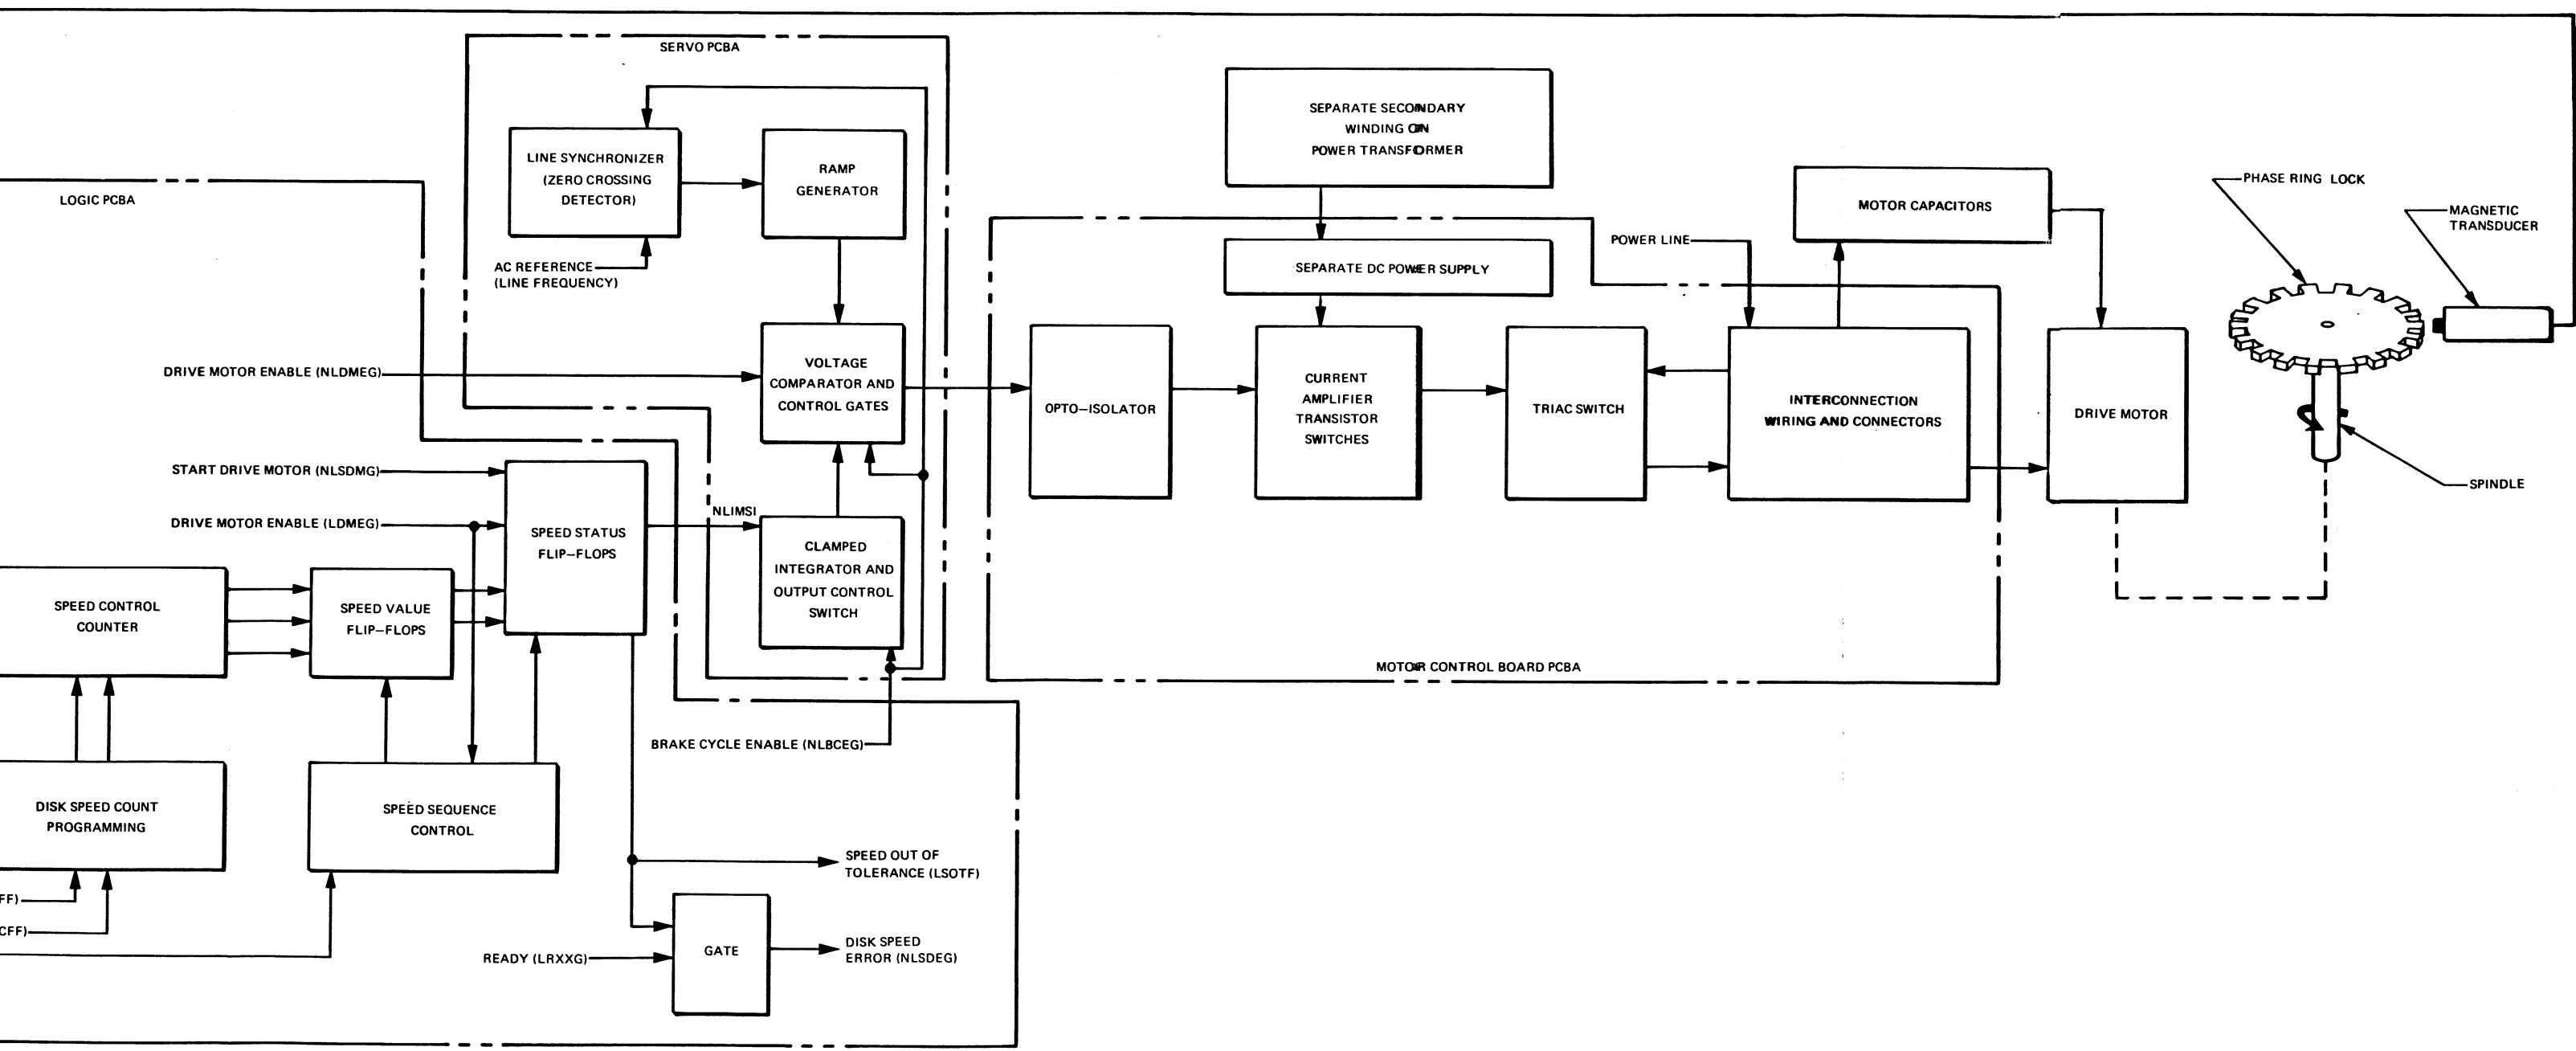 SERVO PCBA
LOGIC PCBA
LINE SYNCHRONIZER
(ZERO CROSSING
DETECTOR)
RAMP
GENERATOR
AC REFERENCE
(LINE FREQUENCY)
SEPARATE SECONDARY
WINDING ON
POWER TRANSFORMER
SEPARATE DC POWER SUPPLY
POWER LINE
MOTOR CAPACITORS
PHASE RING LOCK
MAGNETIC
TRANSDUCER
DRIVE MOTOR ENABLE (NLDMEG)
VOLTAGE
COMPARATOR AND
CONTROL GATES
OPTO–ISOLATOR
CURRENT
AMPLIFIER
TRANSISTOR
SWITCHES
TRIAC SWITCH
INTERCONNECTION
WIRING AND CONNECTORS
DRIVE MOTOR
SPINDLE
START DRIVE MOTOR (NLSDMG)
DRIVE MOTOR ENABLE (LDMEG)
SPEED STATUS
FLIP–FLOPS
NLIMSI
CLAMPED
INTEGRATOR AND
OUTPUT CONTROL
SWITCH
SPEED CONTROL
COUNTER
SPEED VALUE
FLIP–FLOPS
MOTOR CONTROL BOARD PCBA
BRAKE CYCLE ENABLE (NLBCEG)
DISK SPEED COUNT
PROGRAMMING
SPEED SEQUENCE
CONTROL
SPEED OUT OF
TOLERANCE (LSOTF)
FF)
CFF)
READY (LRXXG)
GATE
DISK SPEED
ERROR (NLSDEG)